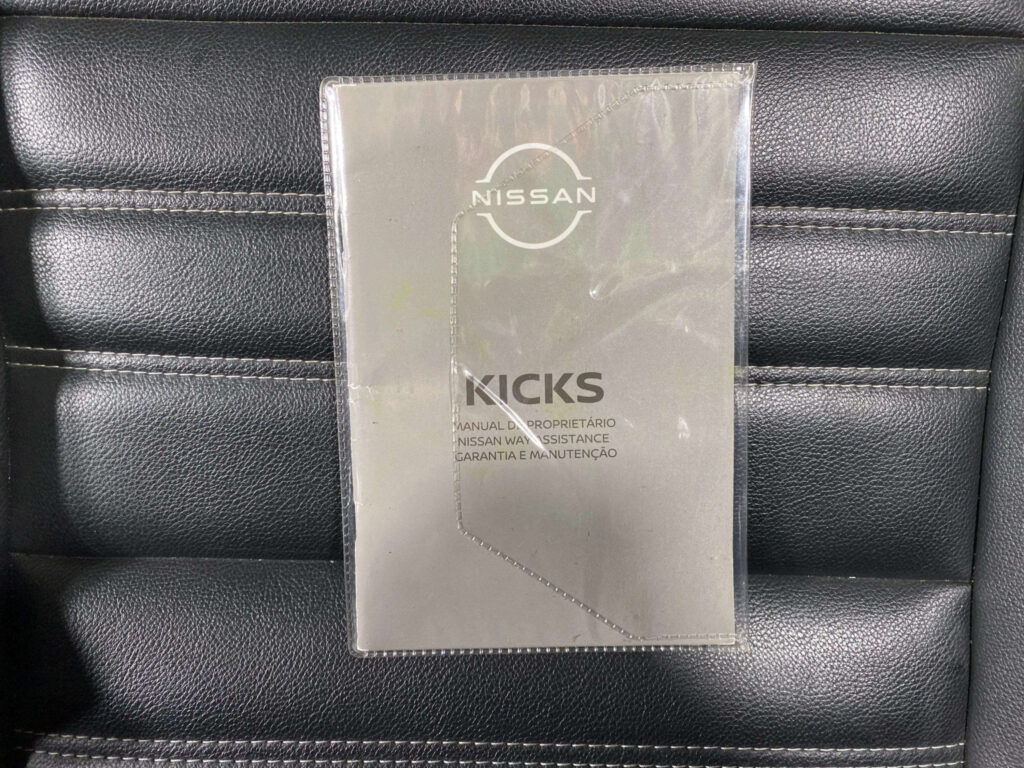 NISSAN
KICKS
MANUAL DO PROPRIETÁRIO
NISSAN WAY ASSISTANCE
GARANTIA E MANUTENÇÃO